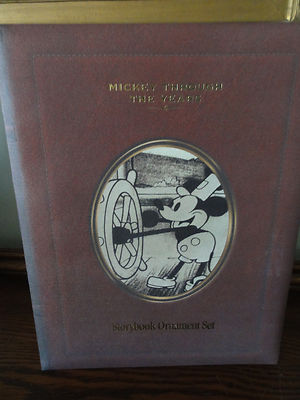 MICKEY THROUGH
THE YEARS
Storybook Ornament Set